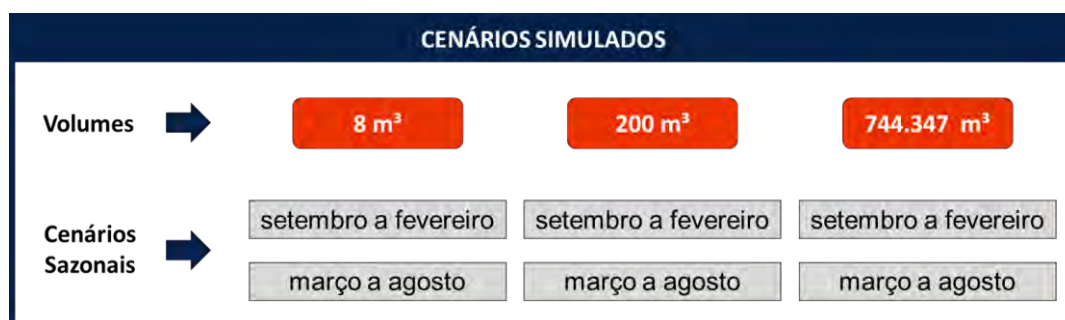 CENÁRIOS SIMULADOS
Volumes
8 m³
200 m³
744.347 m³
Cenários
Sazonais
setembro a fevereiro
setembro a fevereiro
setembro a fevereiro
março a agosto
março a agosto
março a agosto